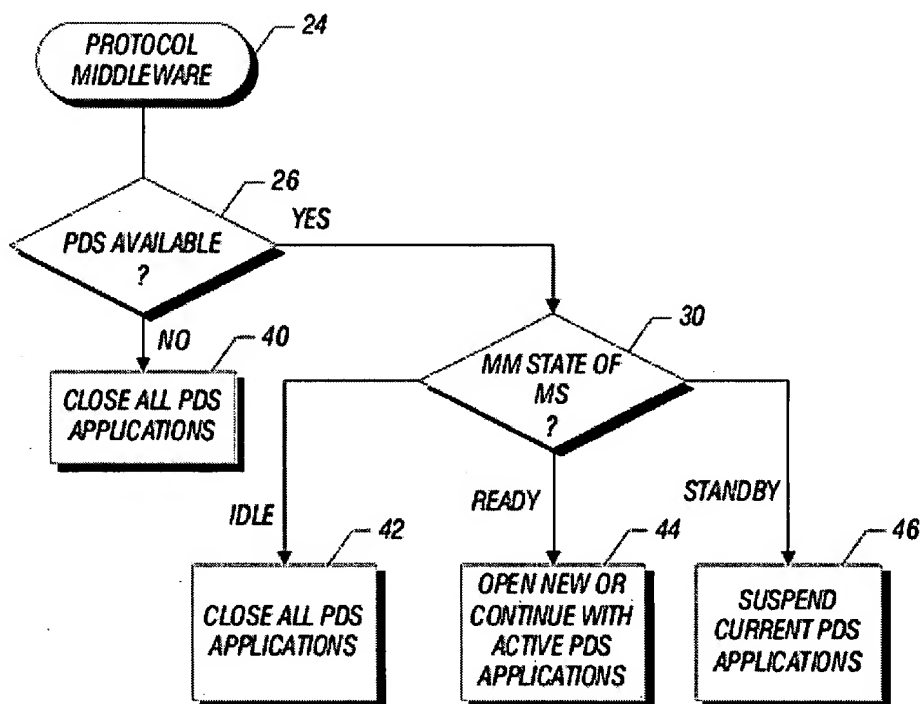 PROTOCOL
MIDDLEWARE
24
PDS AVAILABLE
?
26
YES
NO
40
CLOSE ALL PDS
APPLICATIONS
MM STATE OF
MS
?
30
IDLE
READY
STANDBY
42
CLOSE ALL PDS
APPLICATIONS
44
OPEN NEW OR
CONTINUE WITH
ACTIVE PDS
APPLICATIONS
46
SUSPEND
CURRENT PDS
APPLICATIONS